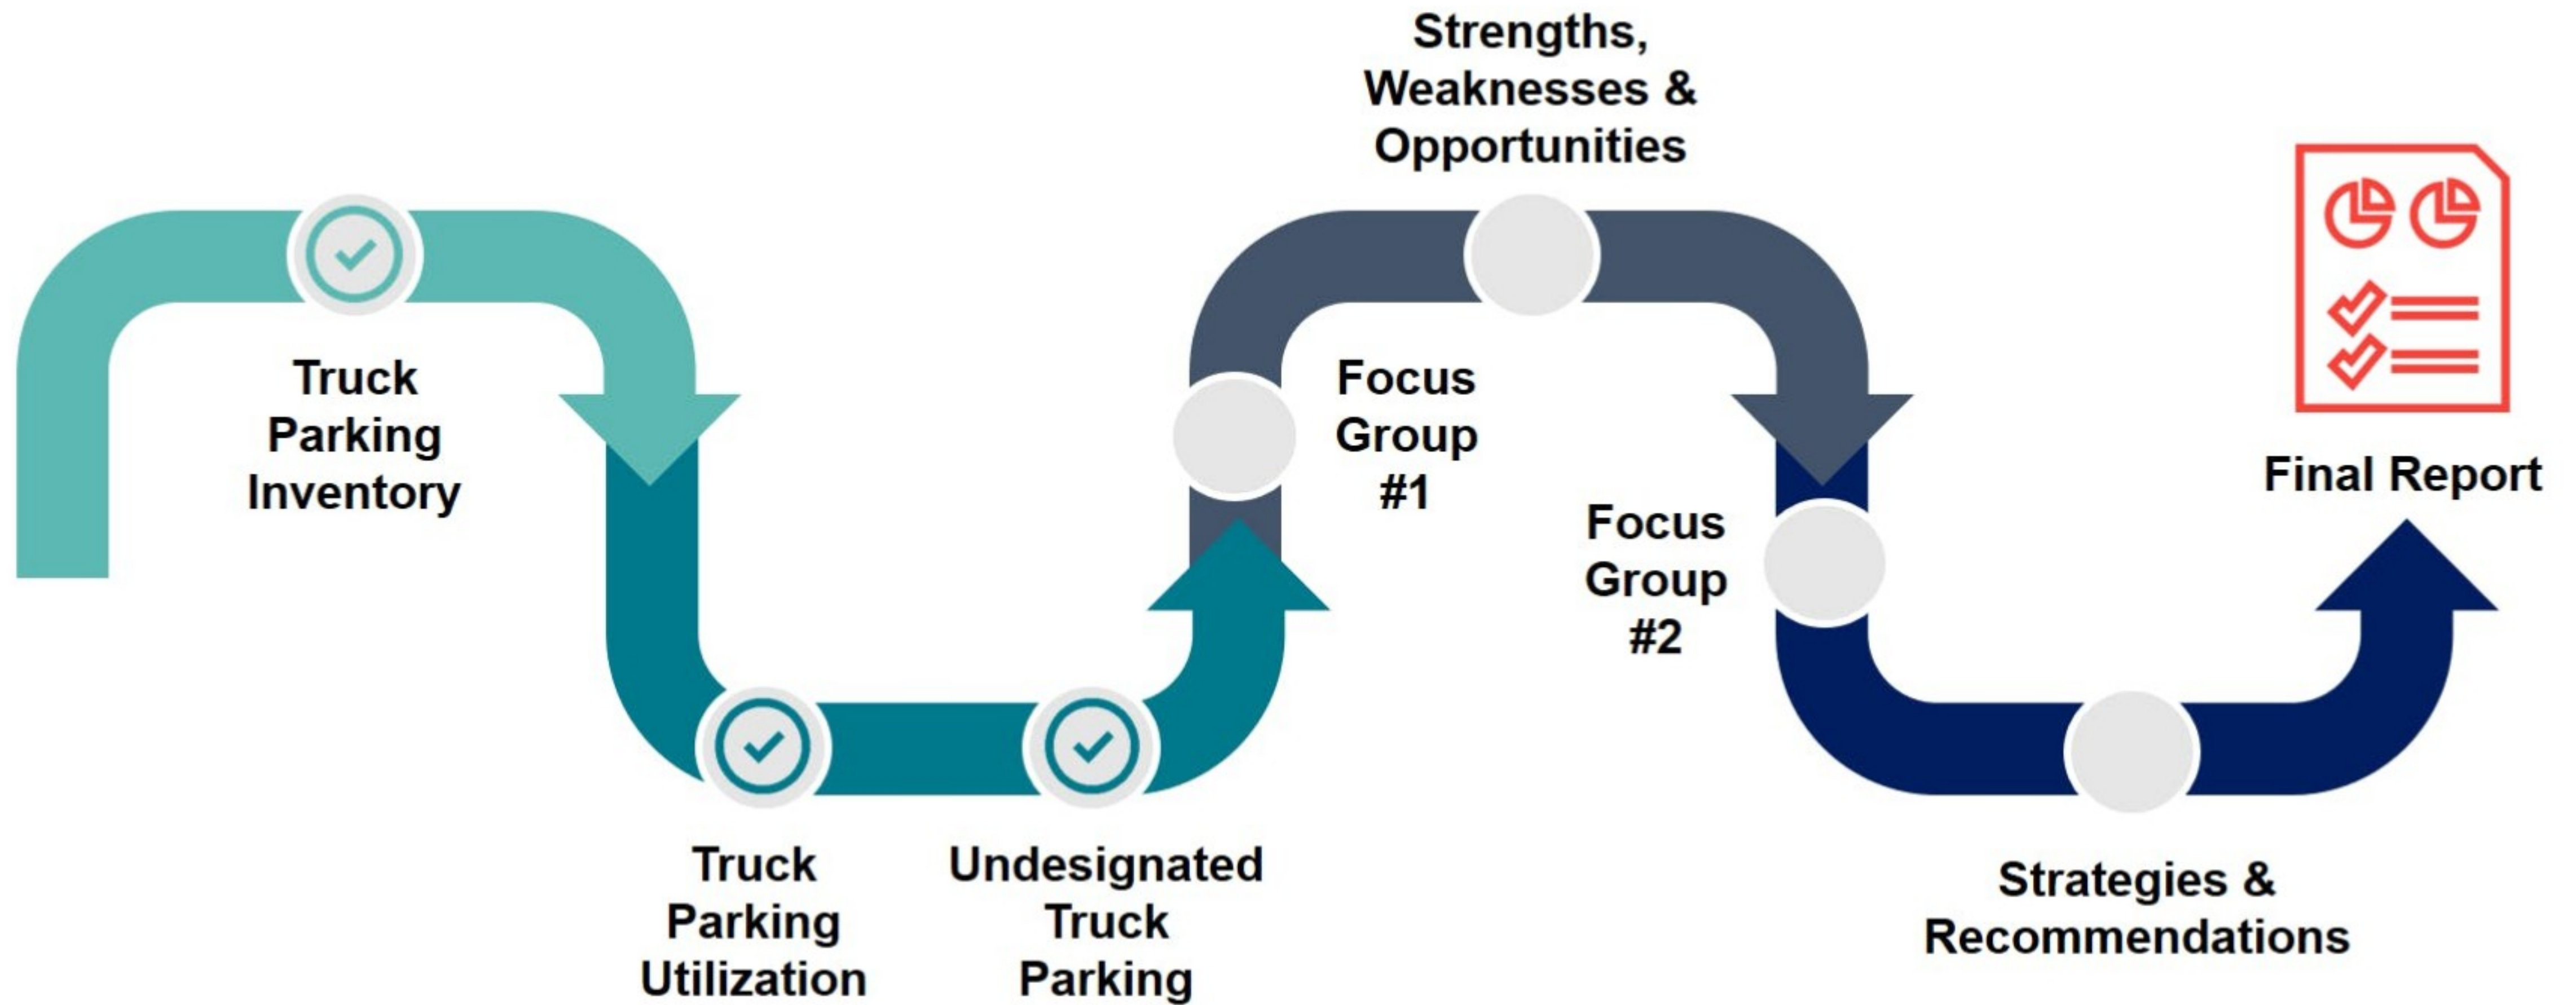 Truck
Parking
Inventory
Truck
Parking
Utilization
Undesignated
Truck
Parking
Focus
Group
#1
Strengths,
Weaknesses &
Opportunities
Focus
Group
#2
Strategies &
Recommendations
Final Report